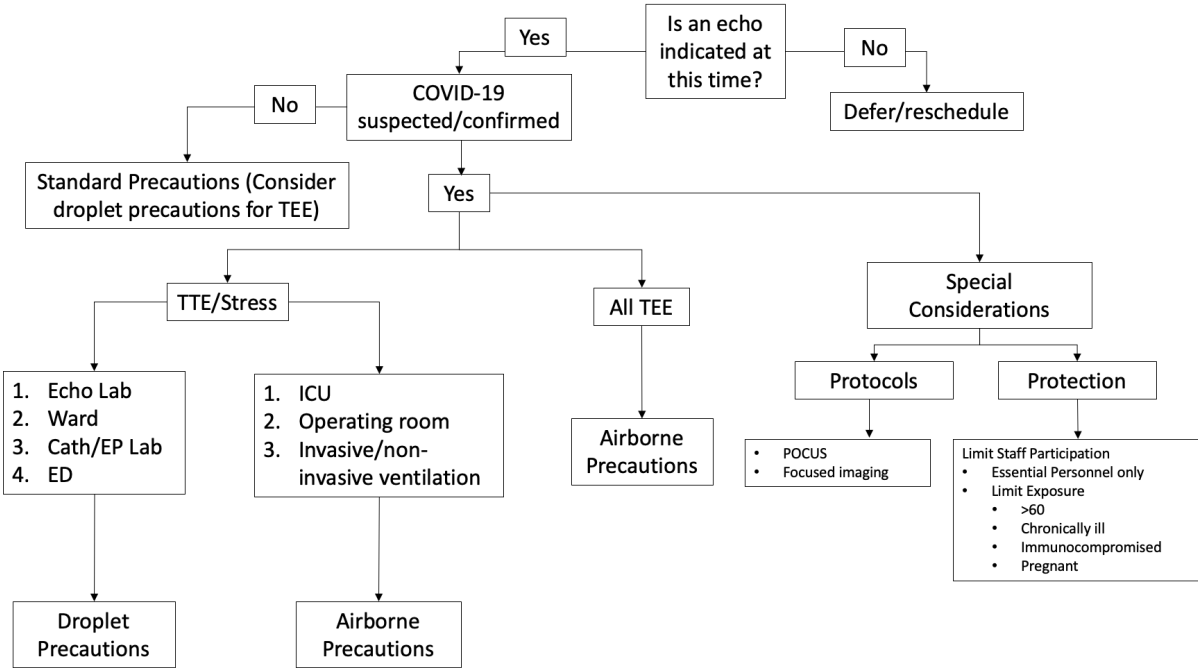 Is an echo
indicated at
this time?
Yes
No
COVID-19
suspected/confirmed
Defer/reschedule
No
Standard Precautions (Consider
droplet precautions for TEE)
Yes
TTE/Stress
All TEE
Special
Considerations
1. Echo Lab
2. Ward
3. Cath/EP Lab
4. ED
1. ICU
2. Operating room
3. Invasive/non-
invasive ventilation
Airborne
Precautions
Protocols
Protection
• POCUS
• Focused imaging
Limit Staff Participation
• Essential Personnel only
• Limit Exposure
• >60
• Chronically ill
• Immunocompromised
• Pregnant
Droplet
Precautions
Airborne
Precautions